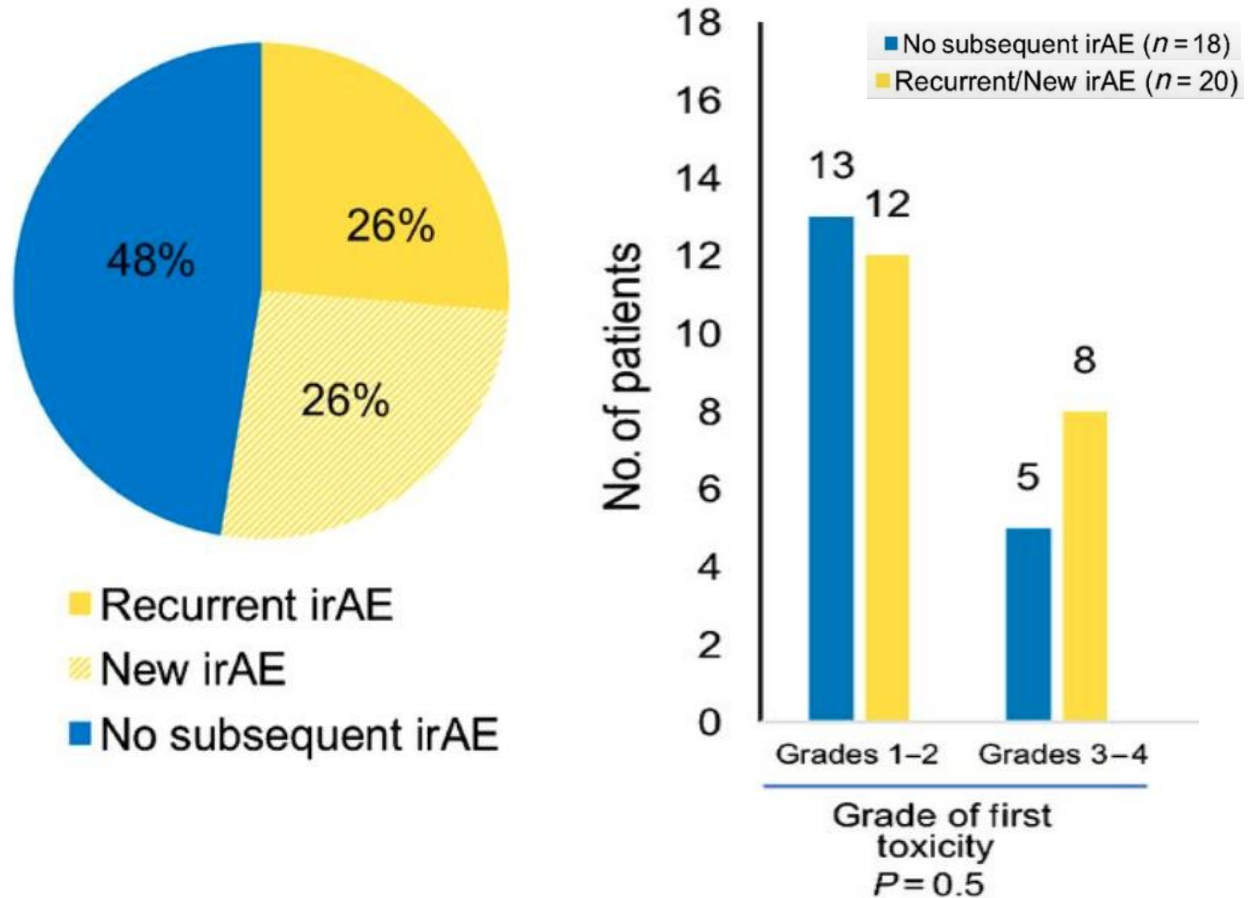 48%
26%
26%
Recurrent irAE
New irAE
No subsequent irAE
No subsequent irAE (n = 18)
Recurrent/New irAE (n = 20)
No. of patients
18
16
14
12
10
8
6
4
2
0
13
12
5
8
Grades 1–2
Grades 3–4
Grade of first
toxicity
P = 0.5